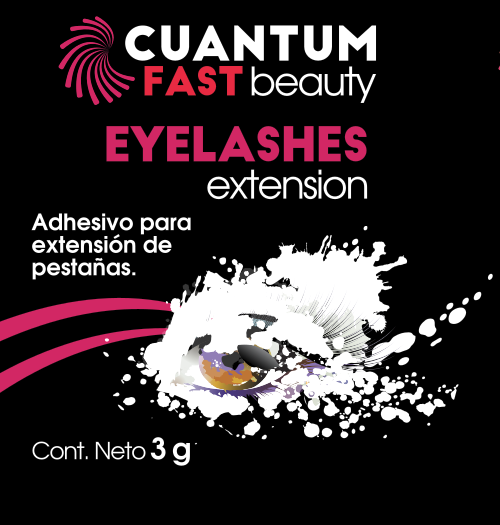 CUANTUM
FAST beauty
EYELASHES
extension
Adhesivo para
extensión de
pestañas.
Cont. Neto 3 g